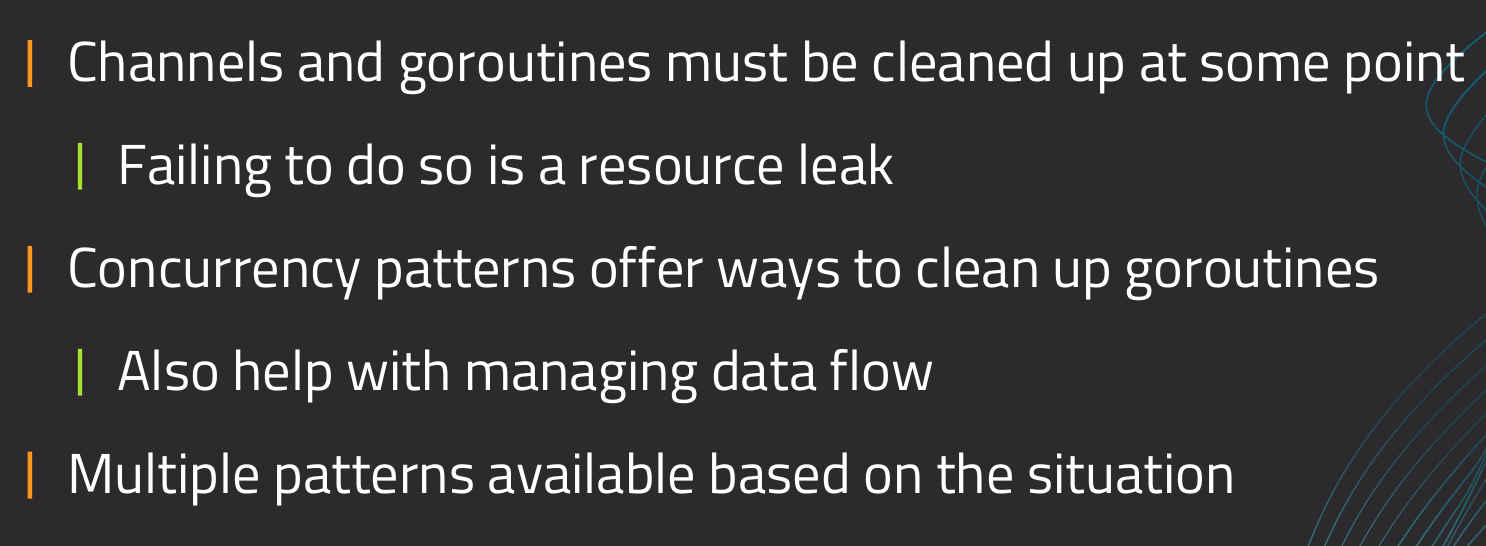 Channels and goroutines must be cleaned up at some point
Failing to do so is a resource leak
Concurrency patterns offer ways to clean up goroutines
Also help with managing data flow
Multiple patterns available based on the situation